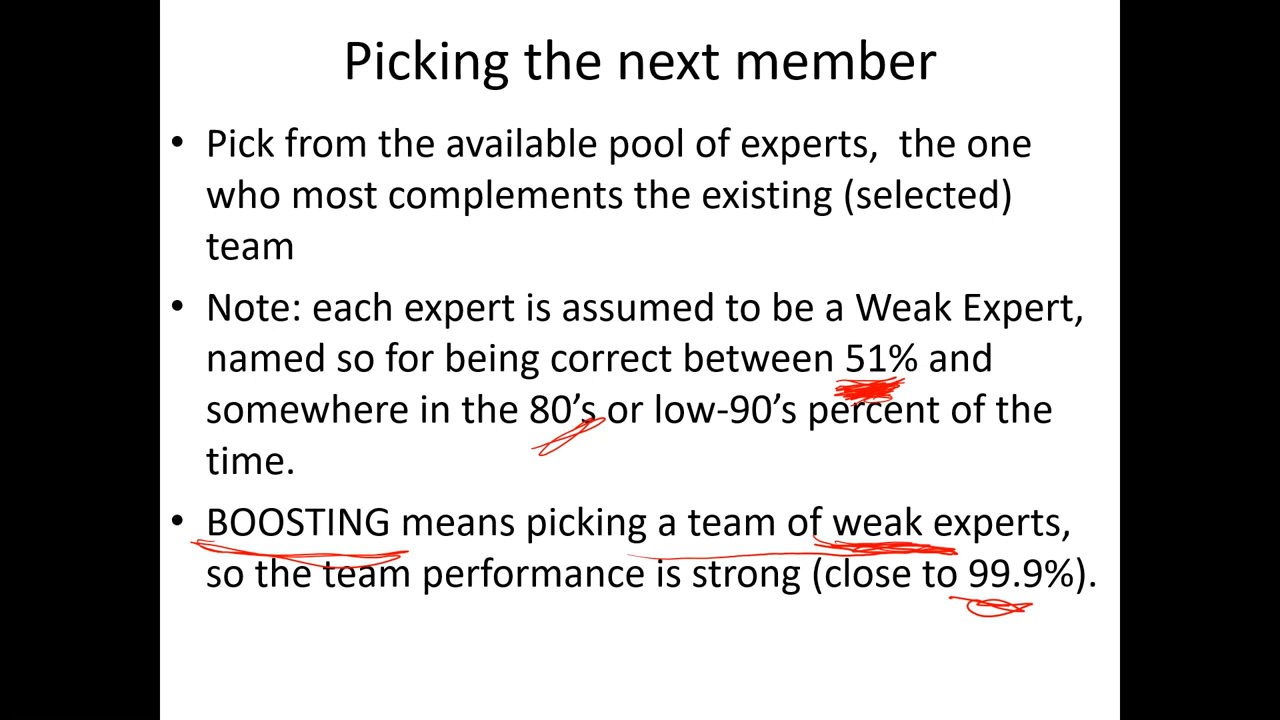 Picking the next member
• Pick from the available pool of experts, the one
who most complements the existing (selected)
team
• Note: each expert is assumed to be a Weak Expert,
named so for being correct between 51% and
somewhere in the 80’s or low-90’s percent of the
time.
• BOOSTING means picking a team of weak experts,
so the team performance is strong (close to 99.9%).